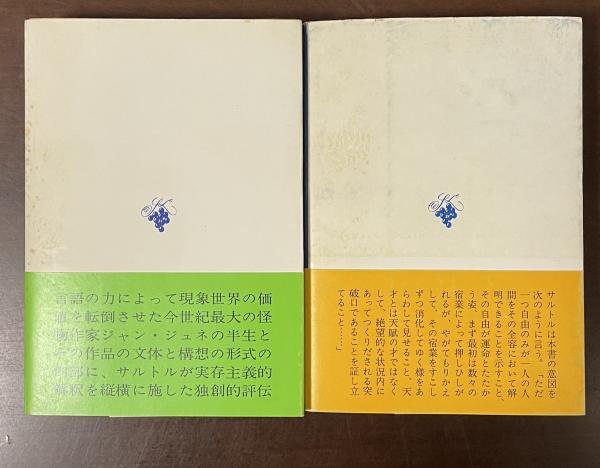 言語の力によって現象世界の価
値を転倒させた今世紀最大の怪
物作家ジャン・ジュネの半生と
その作品の文体と構想の形式の
細部に、サルトルが実存主義的
解釈を縦横に施した独創的評伝
サルトルは本書の意図を
次のように言う。「ただ
一つ自由のみが一人の人
間をその全容において解
明できることを示すこと、
その自由が運命とたたか
う姿、まず最初は数々の
宿業によって押しひしが
れるが、やがてもりかえ
して、その宿業をすこし
ずつ消化してゆく様をあ
らわして見せること、天
才とは天賦の才ではなく
して、絶望的な状況内に
あってつくりだされる突
破口であることを証し立
てること……」